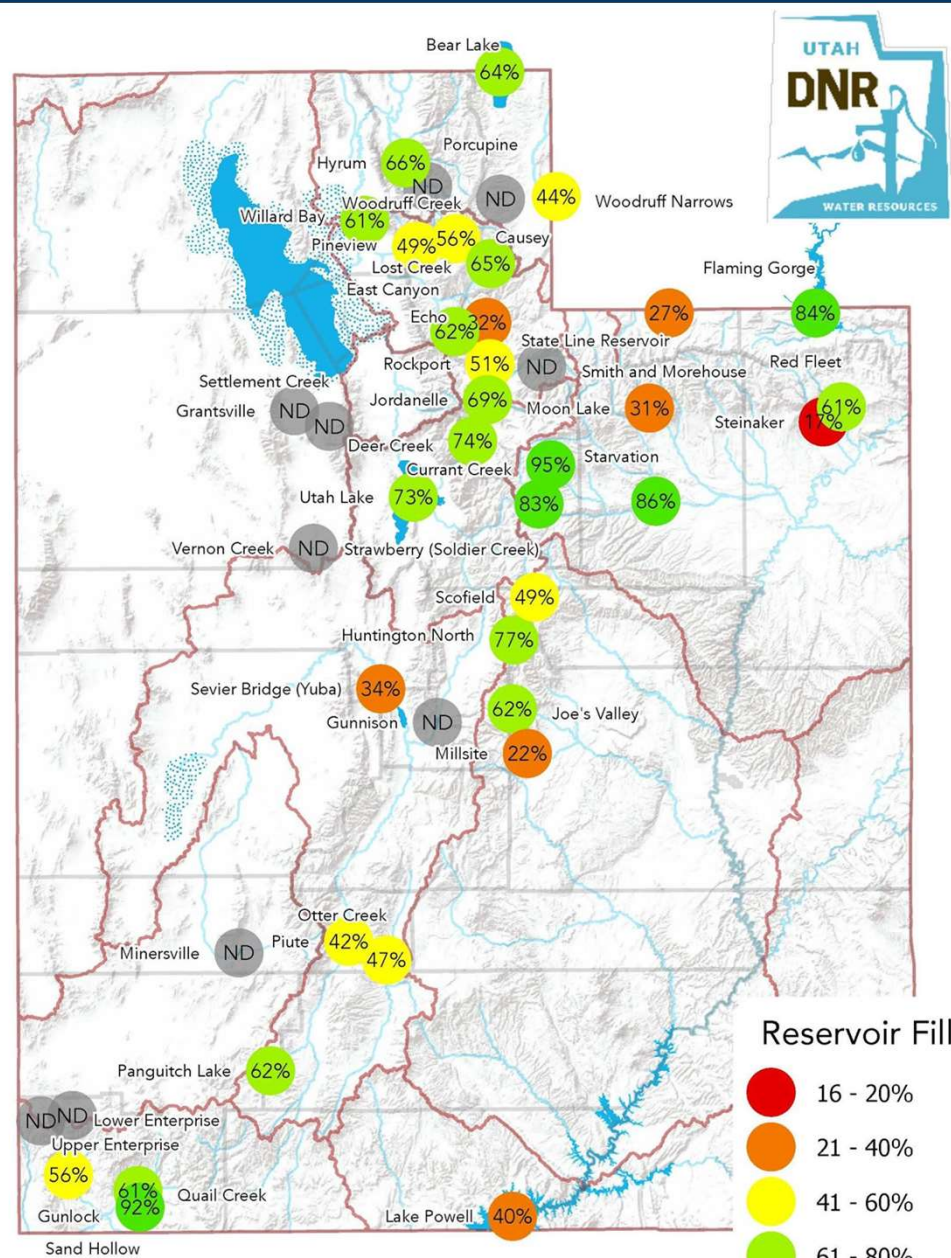 UTAH
DNR
WATER RESOURCES
Bear Lake
64%
Porcupine
Hyrum
66%
ND
Woodruff Creek
ND
44%
Woodruff Narrows
Willard Bay
61%
Pineview
49%
56%
Causey
Lost Creek
65%
East Canyon
Flaming Gorge
Echo
62%
32%
27%
84%
State Line Reservoir
Rockport
51%
ND
Smith and Morehouse
Red Fleet
Settlement Creek
Jordanelle
69%
Moon Lake
31%
61%
Grantsville
ND
ND
Steinaker
17%
Deer Creek
74%
Currant Creek
95%
Starvation
Utah Lake
73%
83%
86%
Vernon Creek
ND
Strawberry (Soldier Creek)
Scofield
49%
Huntington North
77%
Sevier Bridge (Yuba)
34%
Gunnison
ND
62%
Joe's Valley
Millsite
22%
Otter Creek
Minersville
ND
Piute
42%
47%
Panguitch Lake
62%
ND
ND
Lower Enterprise
Upper Enterprise
56%
61%
92%
Quail Creek
Gunlock
Lake Powell
40%
Sand Hollow
Reservoir Fill
16 - 20%
21 - 40%
41 - 60%
61 - 80%